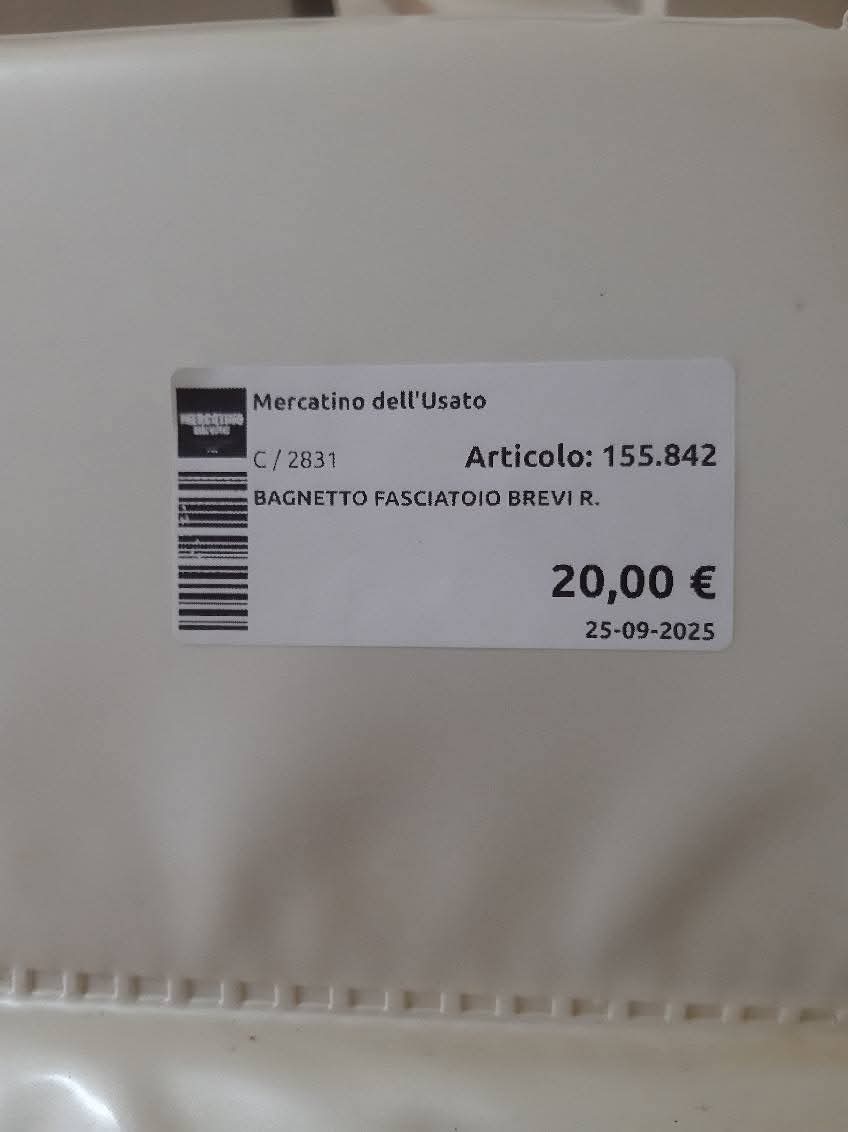 Mercatino dell'Usato
C / 2831
Articolo: 155.842
BAGNETTO FASCIATOIO BREVI R.
20,00 €
25-09-2025